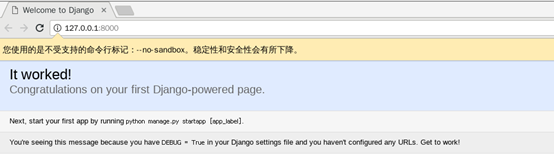 Welcome to Django
127.0.0.1:8000
您使用的是不受支持的命令行标记：--no-sandbox。稳定性和安全性会有所下降。
It worked!
Congratulations on your first Django-powered page.
Next, start your first app by running python manage.py startapp [app_label].
You're seeing this message because you have DEBUG = True in your Django settings file and you haven't configured any URLs. Get to work!